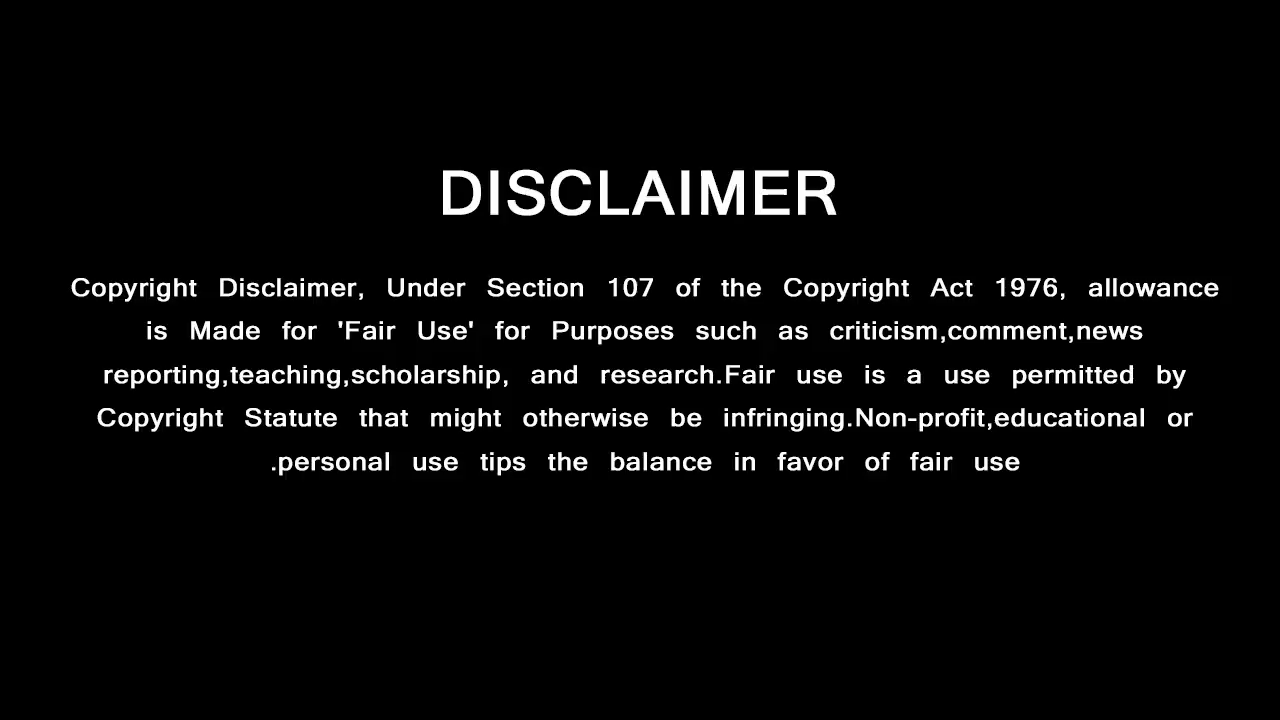 DISCLAIMER
Copyright Disclaimer, Under Section 107 of the Copyright Act 1976, allowance
is Made for 'Fair Use' for Purposes such as criticism,comment,news
reporting,teaching,scholarship, and research.Fair use is a use permitted by
Copyright Statute that might otherwise be infringing.Non-profit,educational or
.personal use tips the balance in favor of fair use